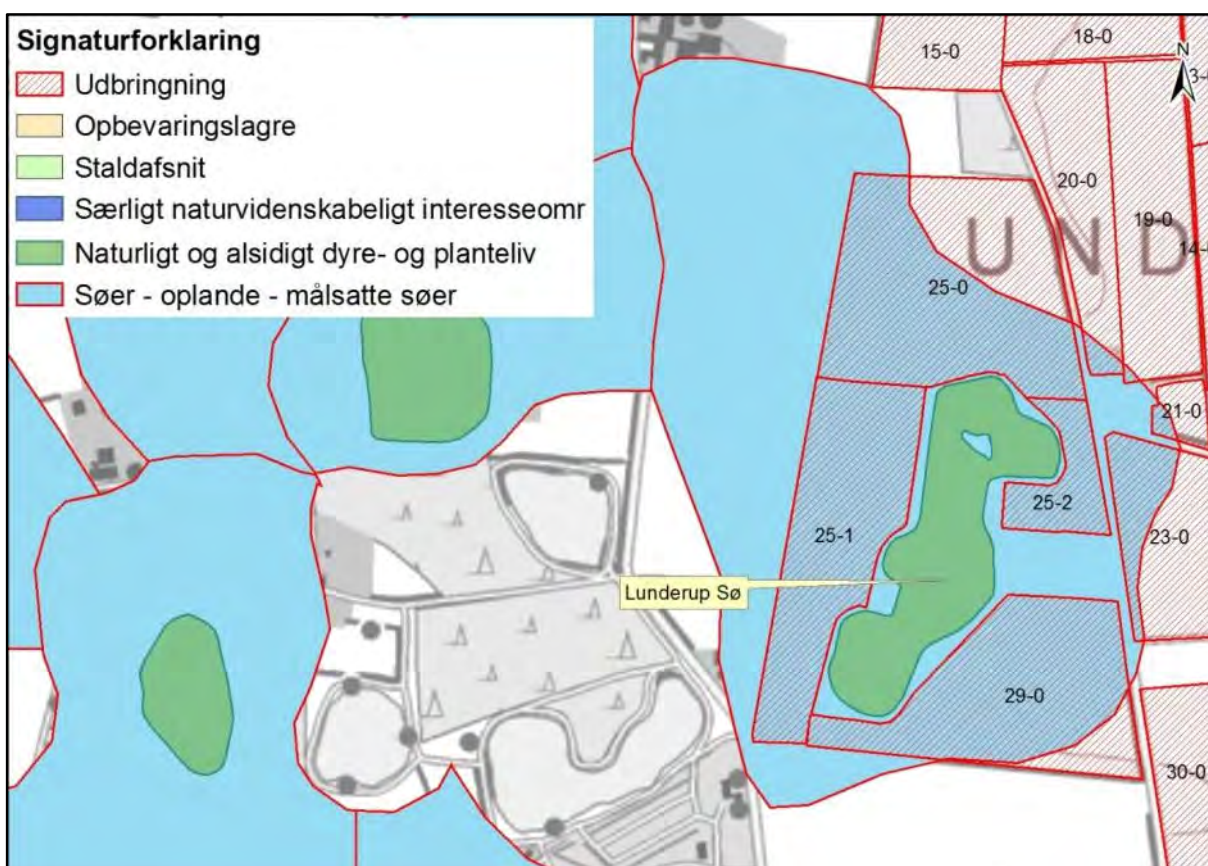 Signaturforklaring
Udbringning
Opbevaringslagre
Staldafsnit
Særligt naturvidenskabeligt interesseomr
Naturligt og alsidigt dyre- og planteliv
Søer - oplande - målsatte søer
N
15-0
18-0
20-0
19-0
UND
25-0
21-0
25-2
25-1
23-0
Lunderup Sø
29-0
30-0